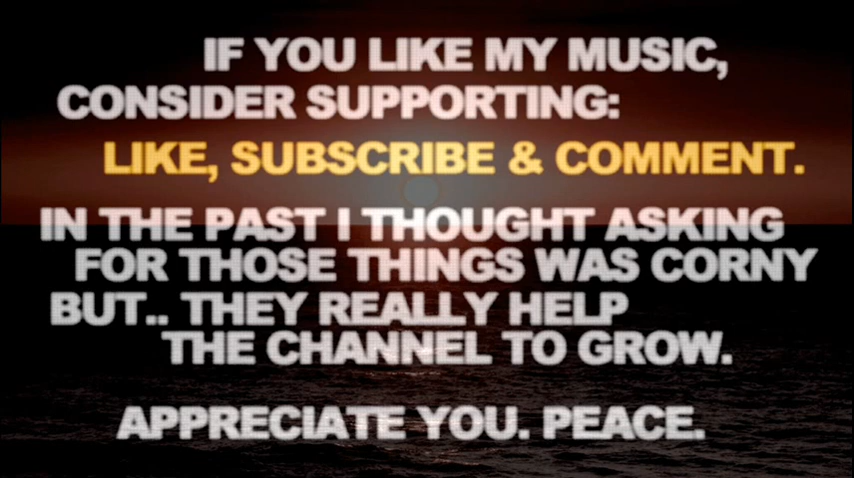 IF YOU LIKE MY MUSIC,
CONSIDER SUPPORTING:
LIKE, SUBSCRIBE & COMMENT.
IN THE PAST I THOUGHT ASKING
FOR THOSE THINGS WAS CORNY
BUT.. THEY REALLY HELP
THE CHANNEL TO GROW.
APPRECIATE YOU. PEACE.